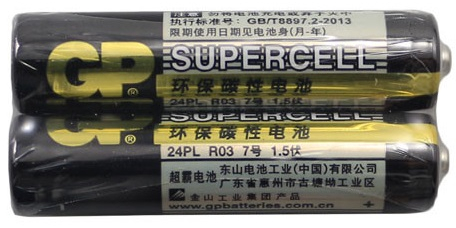 执行标准号: GB/T8897.2-2013
限期使用日期见电池身(月-年)
GP
SUPERCELL
环保碳性电池
24PL R03 7号 1.5伏
GP
SUPERCELL
环保碳性电池
24PL R03 7号 1.5伏
超霸电池
东山电池工业(中国)有限公司
广东省惠州市古塘坳工业区
金山工业集团产品
www.gpbatteries.com.cn